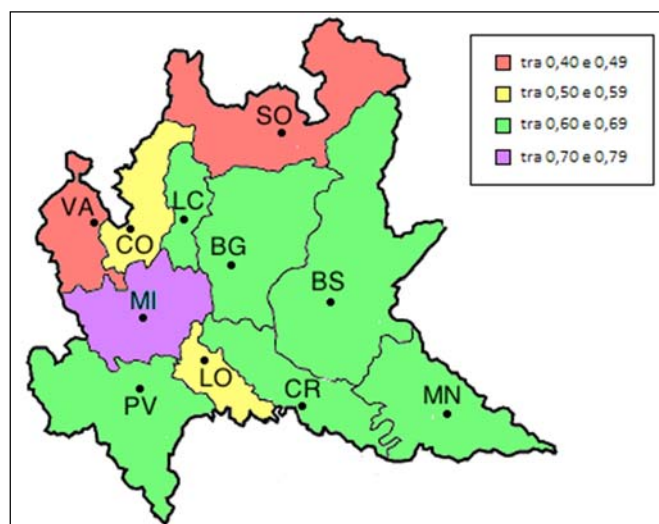 tra 0,40 e 0,49
tra 0,50 e 0,59
tra 0,60 e 0,69
tra 0,70 e 0,79
SO
VA
CO
LC
BG
BS
MI
LO
PV
CR
MN